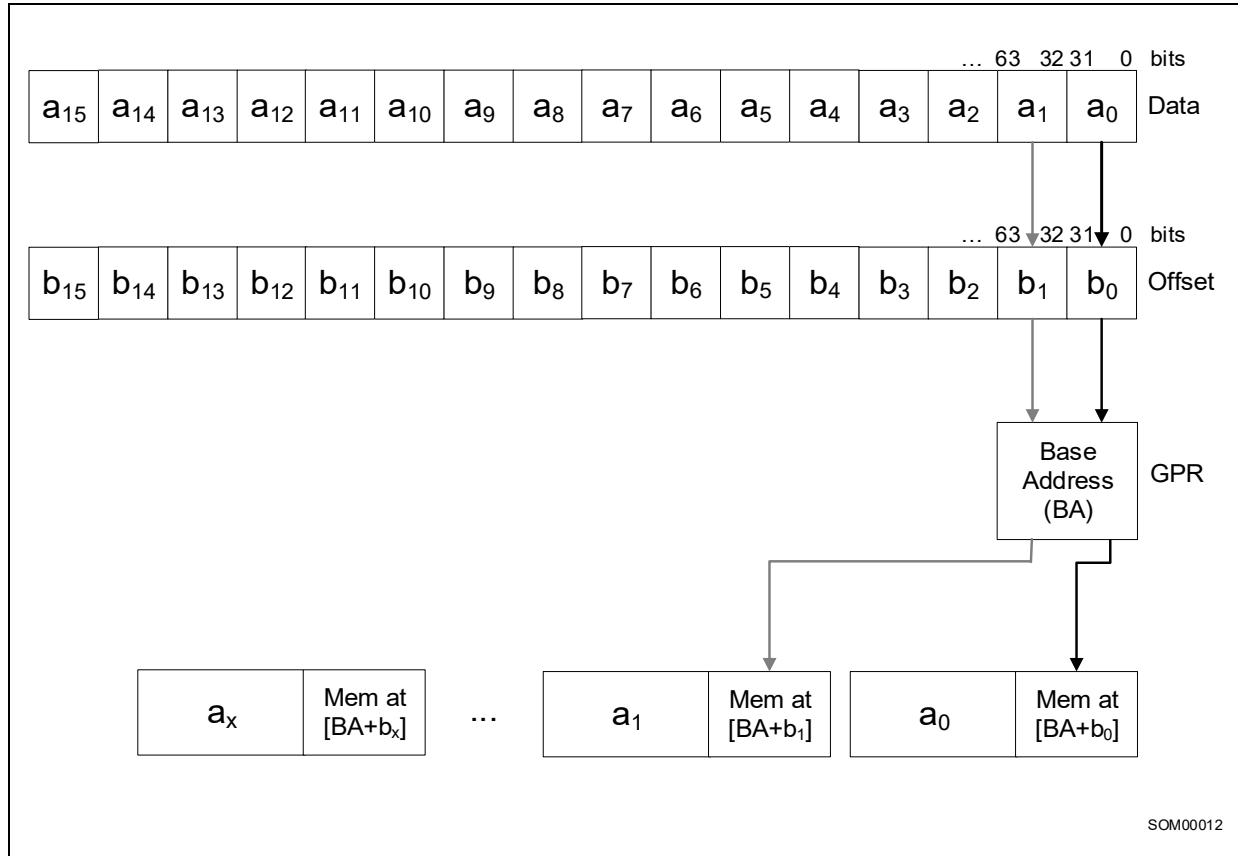 ... 63 32 31 0 bits
a15 a14 a13 a12 a11 a10 a9 a8 a7 a6 a5 a4 a3 a2 a1 a0 Data
... 63 32 31 0 bits
b15 b14 b13 b12 b11 b10 b9 b8 b7 b6 b5 b4 b3 b2 b1 b0 Offset
Base
Address
(BA)
GPR
ax
Mem at
[BA+bx]
...
a1
Mem at
[BA+b1]
a0
Mem at
[BA+b0]
SOM00012